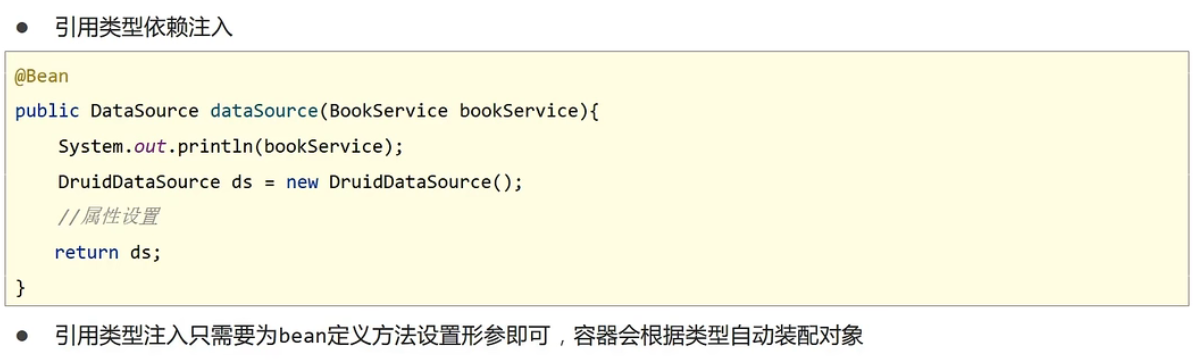 ● 引用类型依赖注入
@Bean
public DataSource dataSource(BookService bookService){
    System.out.println(bookService);
    DruidDataSource ds = new DruidDataSource();
    //属性设置
    return ds;
}
● 引用类型注入只需要为bean定义方法设置形参即可，容器会根据类型自动装配对象